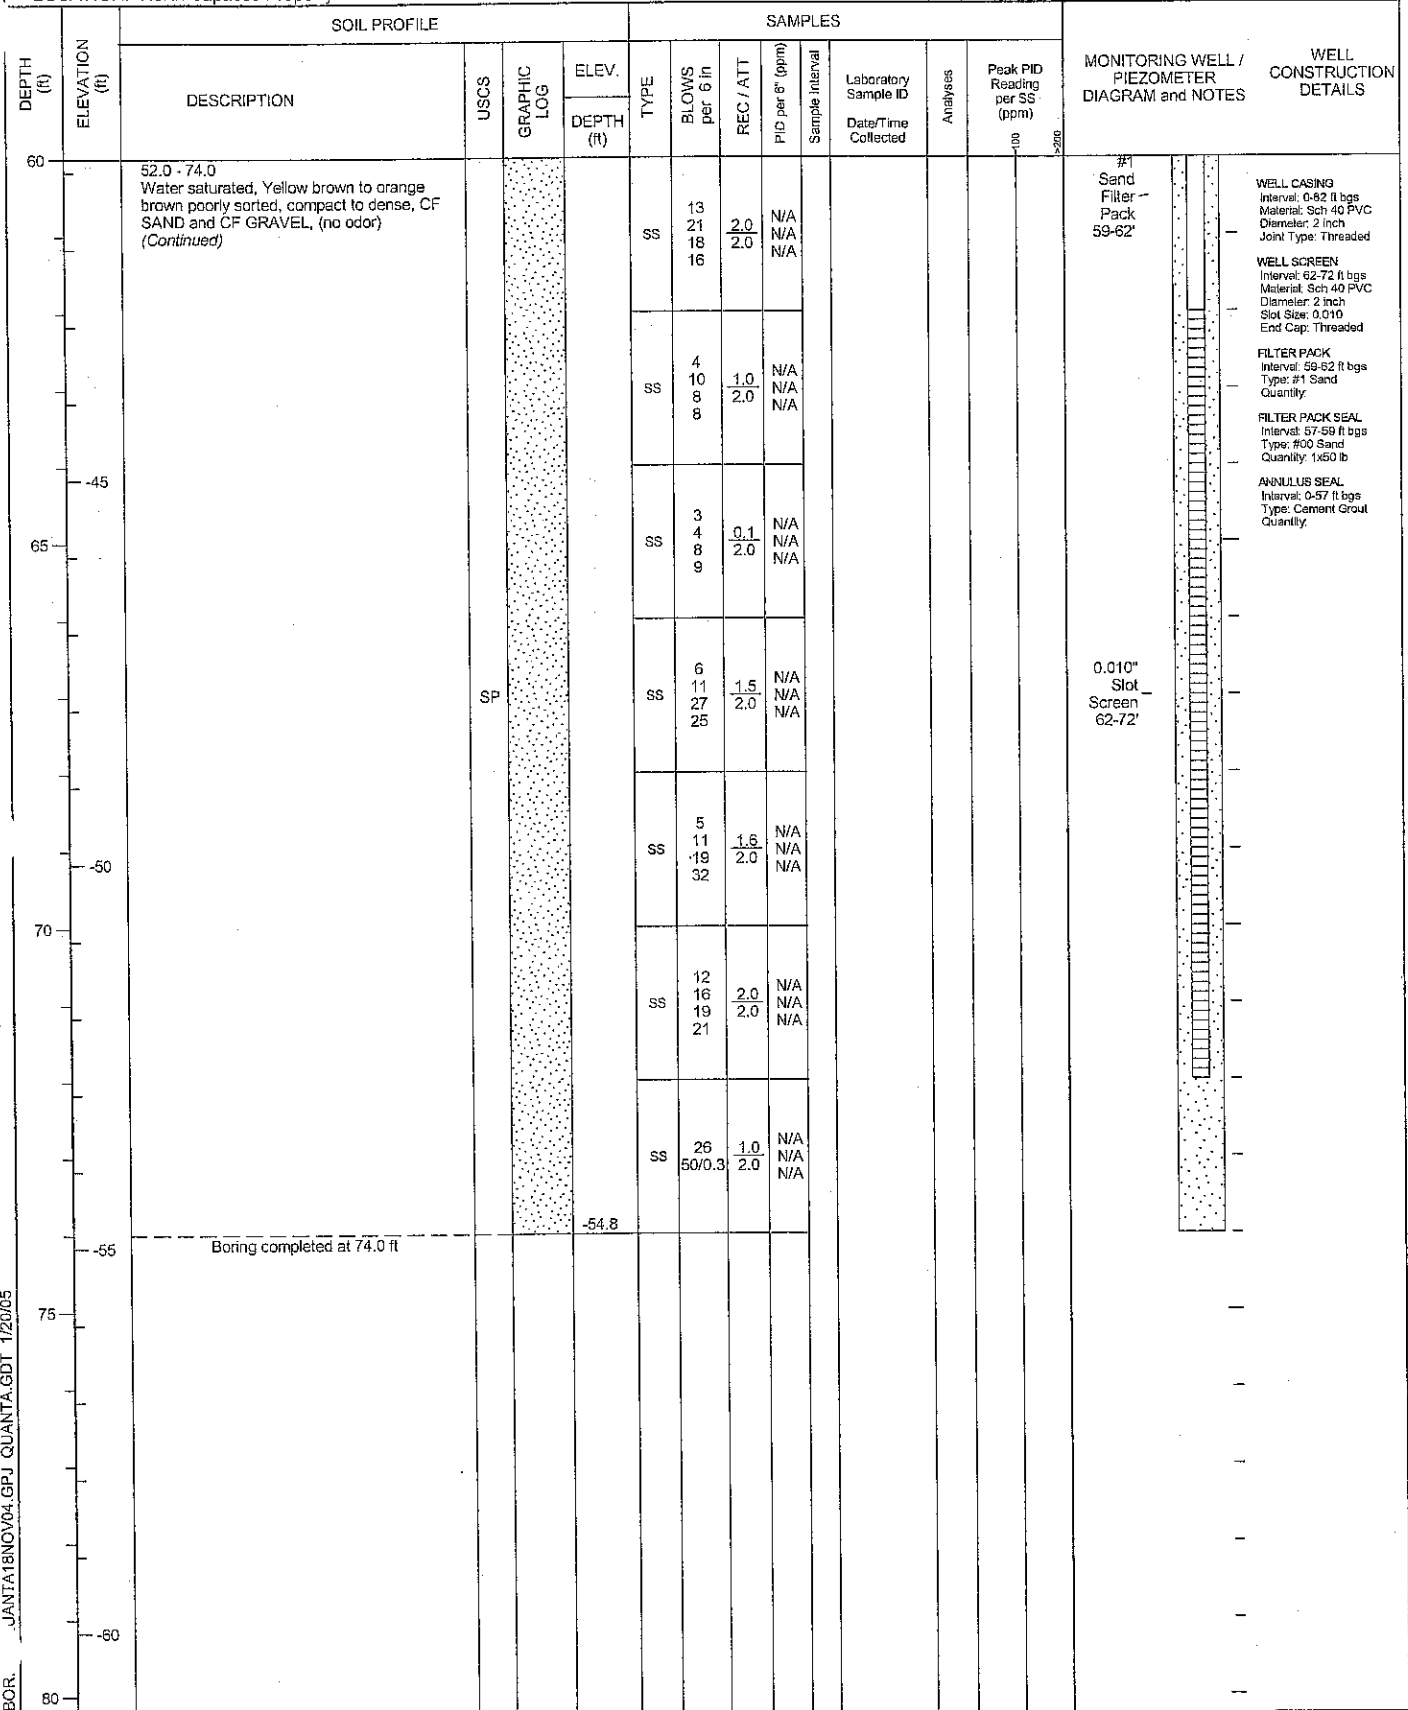 SOIL PROFILE
SAMPLES
DEPTH
(ft)
ELEVATION
(ft)
DESCRIPTION
USCS
GRAPHIC
LOG
ELEV.
DEPTH
(ft)
TYPE
BLOWS
per 6 in
REC / ATT
PID per 6" (ppm)
Sample Interval
Laboratory
Sample ID
Date/Time
Collected
Analyses
Peak PID
Reading
per SS
(ppm)
100
>200
MONITORING WELL /
PIEZOMETER
DIAGRAM and NOTES
WELL
CONSTRUCTION
DETAILS
60
52.0 - 74.0
Water saturated, Yellow brown to orange
brown poorly sorted, compact to dense, CF
SAND and CF GRAVEL, (no odor)
(Continued)
SS
13
21
18
16
2.0
2.0
N/A
N/A
N/A
#1
Sand
Filter
Pack
59-62'
WELL CASING
Interval: 0-62 ft bgs
Material: Sch 40 PVC
Diameter: 2 inch
Joint Type: Threaded
WELL SCREEN
Interval: 62-72 ft bgs
Material: Sch 40 PVC
Diameter: 2 inch
Slot Size: 0.010
End Cap: Threaded
FILTER PACK
Interval: 59-62 ft bgs
Type: #1 Sand
Quantity:
FILTER PACK SEAL
Interval: 57-59 ft bgs
Type: #00 Sand
Quantity: 1x50 lb
ANNULUS SEAL
Interval: 0-57 ft bgs
Type: Cement Grout
Quantity:
SS
4
10
8
8
1.0
2.0
N/A
N/A
N/A
-45
65
SS
3
4
8
9
0.1
2.0
N/A
N/A
N/A
SP
SS
6
11
27
25
1.5
2.0
N/A
N/A
N/A
0.010"
Slot
Screen
62-72'
SS
5
11
19
32
1.6
2.0
N/A
N/A
N/A
-50
70
SS
12
16
19
21
2.0
2.0
N/A
N/A
N/A
SS
26
50/0.3
1.0
2.0
N/A
N/A
N/A
-54.8
-55
Boring completed at 74.0 ft
75
-60
80
BOR.
JANTA18NOV04.GPJ QUANTA.GDT 1/20/05